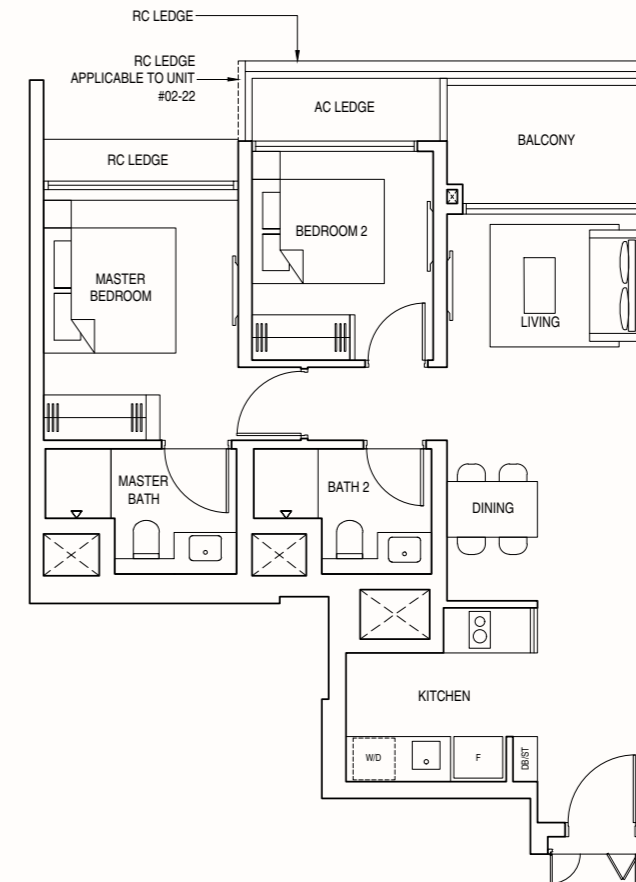 RC LEDGE
RC LEDGE
APPLICABLE TO UNIT
#02-22
AC LEDGE
BALCONY
RC LEDGE
BEDROOM 2
MASTER
BEDROOM
LIVING
MASTER
BATH
BATH 2
DINING
KITCHEN
W/D
F
DB/ST